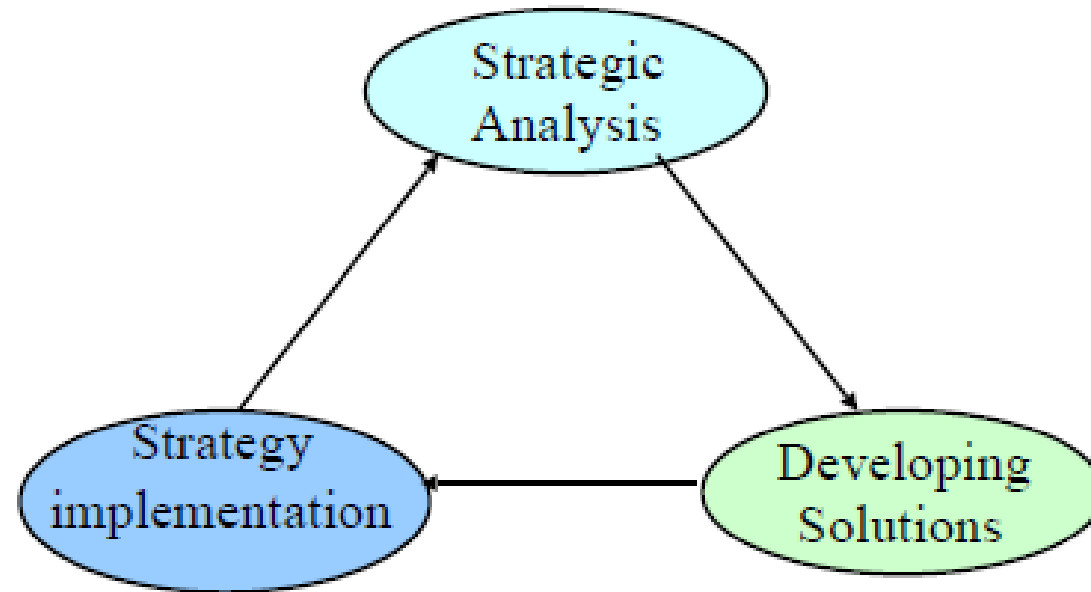 Strategic
Analysis
Strategy
implementation
Developing
Solutions